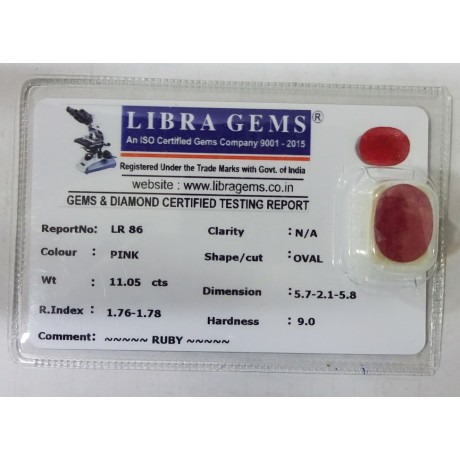 LIBRA GEMS®
An ISO Certified Gems Company 9001 - 2015
Registered Under the Trade Marks with Govt. of India
website : www.libragems.co.in
GEMS & DIAMOND CERTIFIED TESTING REPORT
ReportNo: LR 86 Clarity : N/A
Colour : PINK Shape/cut : OVAL
Wt : 11.05 cts Dimension : 5.7-2.1-5.8
R.Index : 1.76-1.78 Hardness : 9.0
Comment: ~~~~~ RUBY ~~~~~